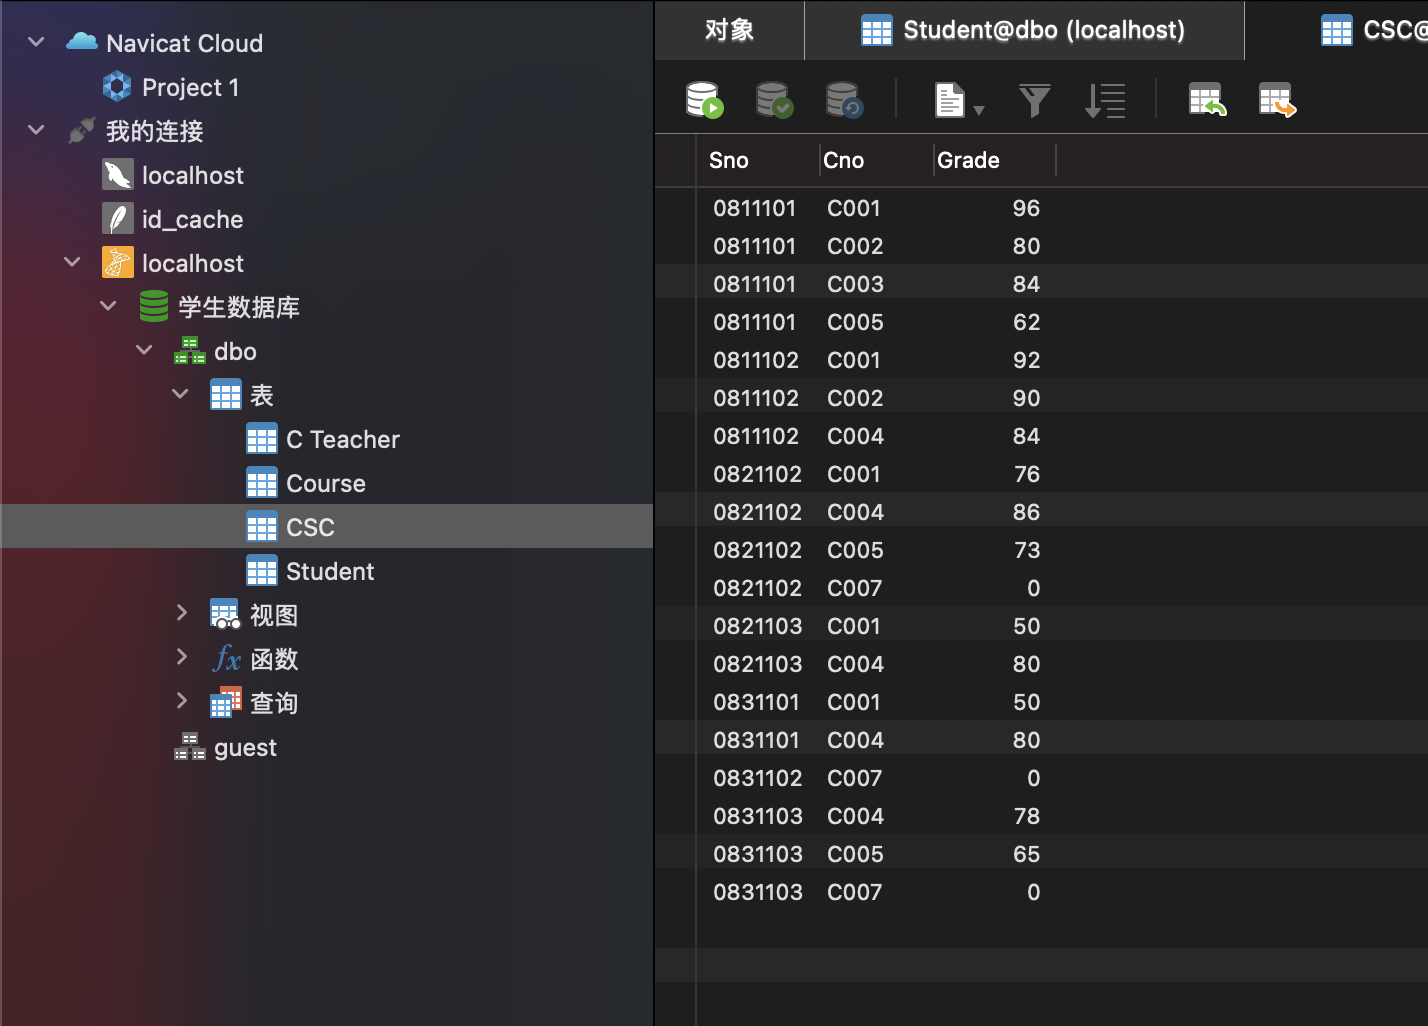 Navicat Cloud
Project 1
我的连接
localhost
id_cache
localhost
学生数据库
dbo
表
C Teacher
Course
CSC
Student
视图
fx 函数
查询
guest
对象 Student@dbo (localhost) CSC@
Sno Cno Grade
0811101 C001 96
0811101 C002 80
0811101 C003 84
0811101 C005 62
0811102 C001 92
0811102 C002 90
0811102 C004 84
0821102 C001 76
0821102 C004 86
0821102 C005 73
0821102 C007 0
0821103 C001 50
0821103 C004 80
0831101 C001 50
0831101 C004 80
0831102 C007 0
0831103 C004 78
0831103 C005 65
0831103 C007 0